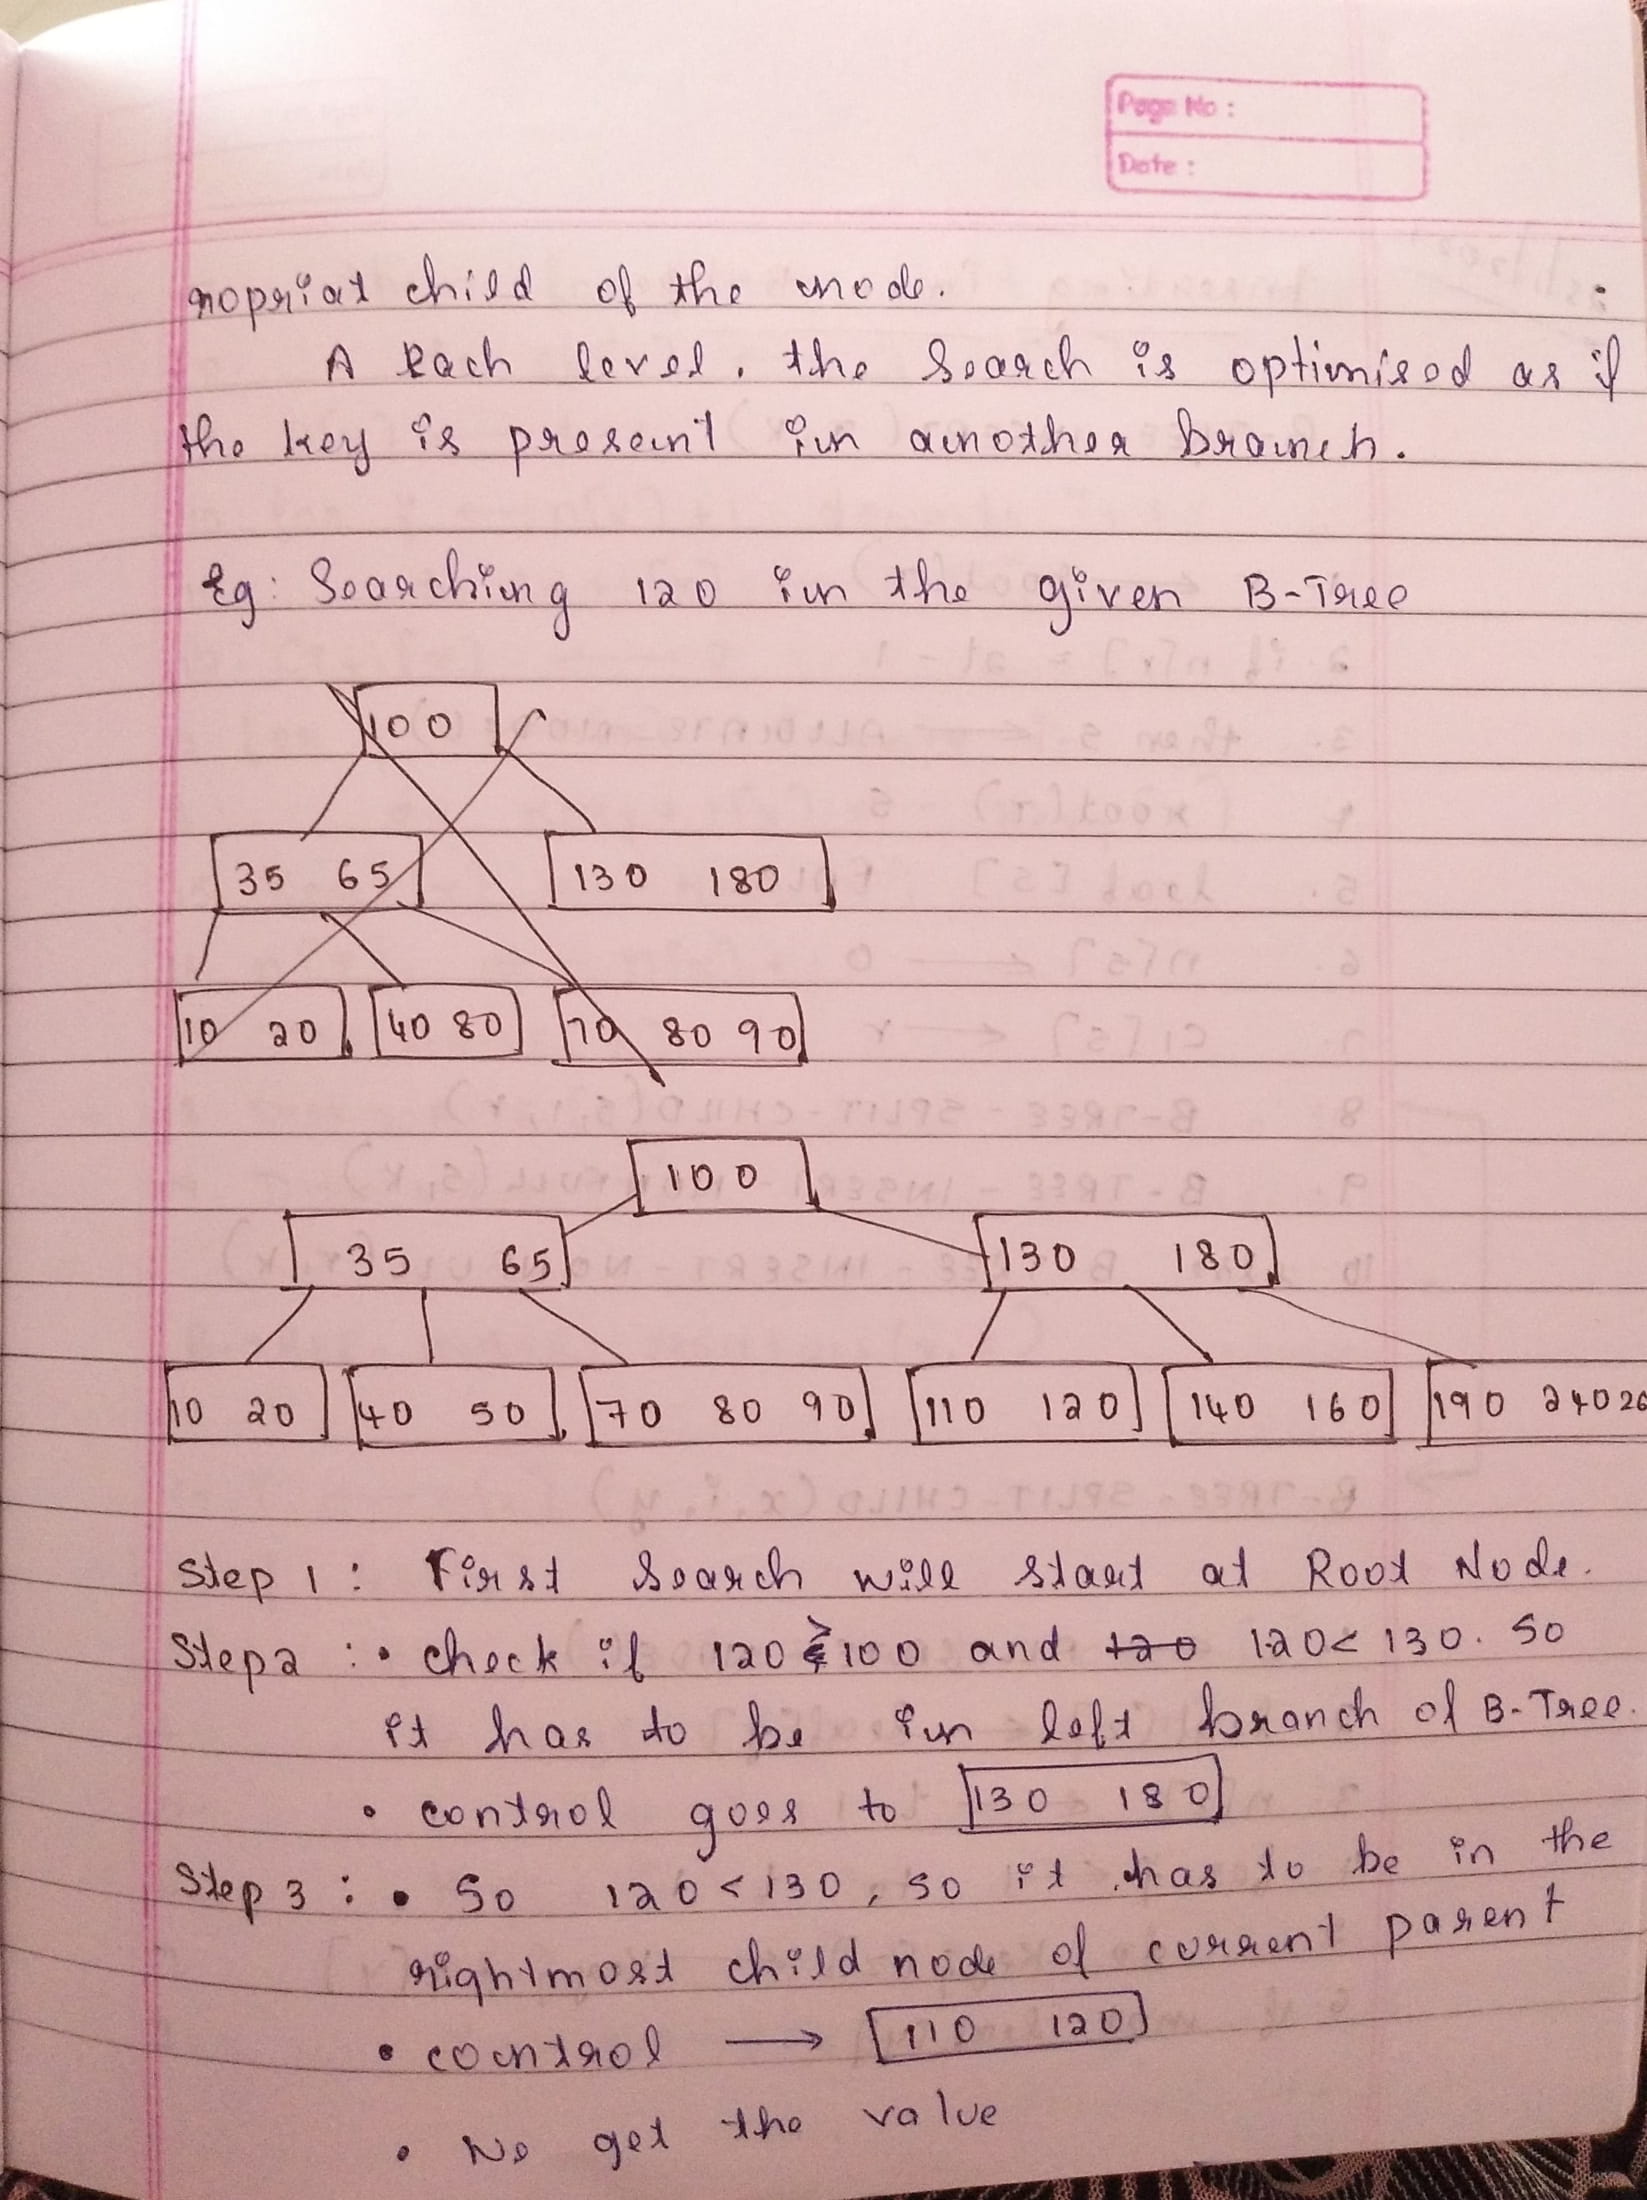 Page No :
Date :
ropriat child of the node.
A Each level, the search is optimised as if
the key is present in another branch.
Eg: Searching 120 in the given B-Tree
100
35 65 130 180
10 20 40 80 70 80 90
100
35 65 130 180
10 20 40 50 70 80 90 110 120 140 160 190 240 26
Step 1 : First Search will start at Root Node.
Step 2 : • check if 120 > 100 and 120 120 < 130. So
it has to be in left branch of B-Tree.
• control goes to 130 180
Step 3 : • So 120 < 130, so it has to be in the
rightmost child node of current parent
• control → 110 120
• No get the value